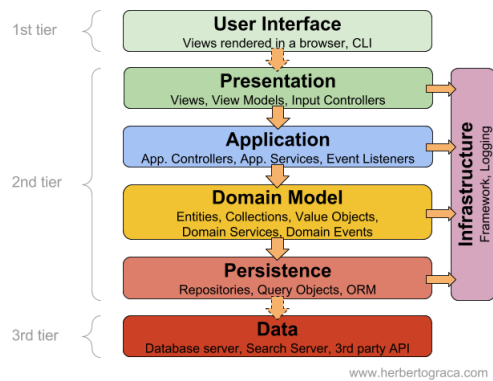 1st tier
User Interface
Views rendered in a browser, CLI
2nd tier
Presentation
Views, View Models, Input Controllers
Application
App. Controllers, App. Services, Event Listeners
Domain Model
Entities, Collections, Value Objects,
Domain Services, Domain Events
Persistence
Repositories, Query Objects, ORM
Infrastructure
Framework, Logging
3rd tier
Data
Database server, Search Server, 3rd party API
www.herbertograca.com